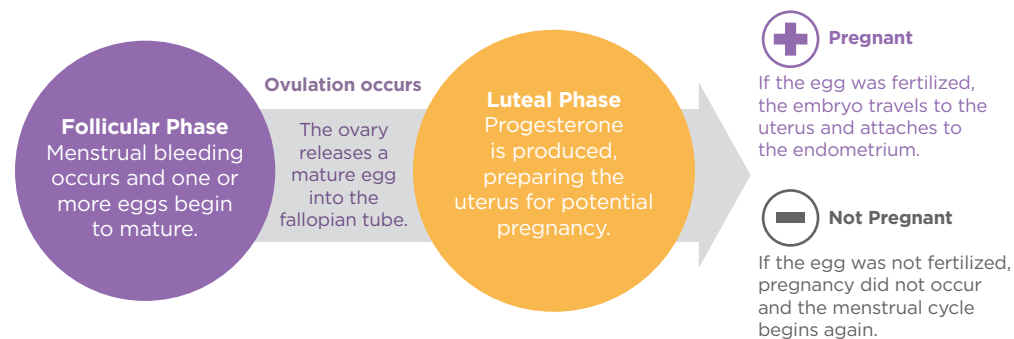 Follicular Phase
Menstrual bleeding
occurs and one or
more eggs begin
to mature.
Ovulation occurs
The ovary
releases a
mature egg
into the
fallopian tube.
Luteal Phase
Progesterone
is produced,
preparing the
uterus for potential
pregnancy.
Pregnant
If the egg was fertilized,
the embryo travels to the
uterus and attaches to
the endometrium.
Not Pregnant
If the egg was not fertilized,
pregnancy did not occur
and the menstrual cycle
begins again.